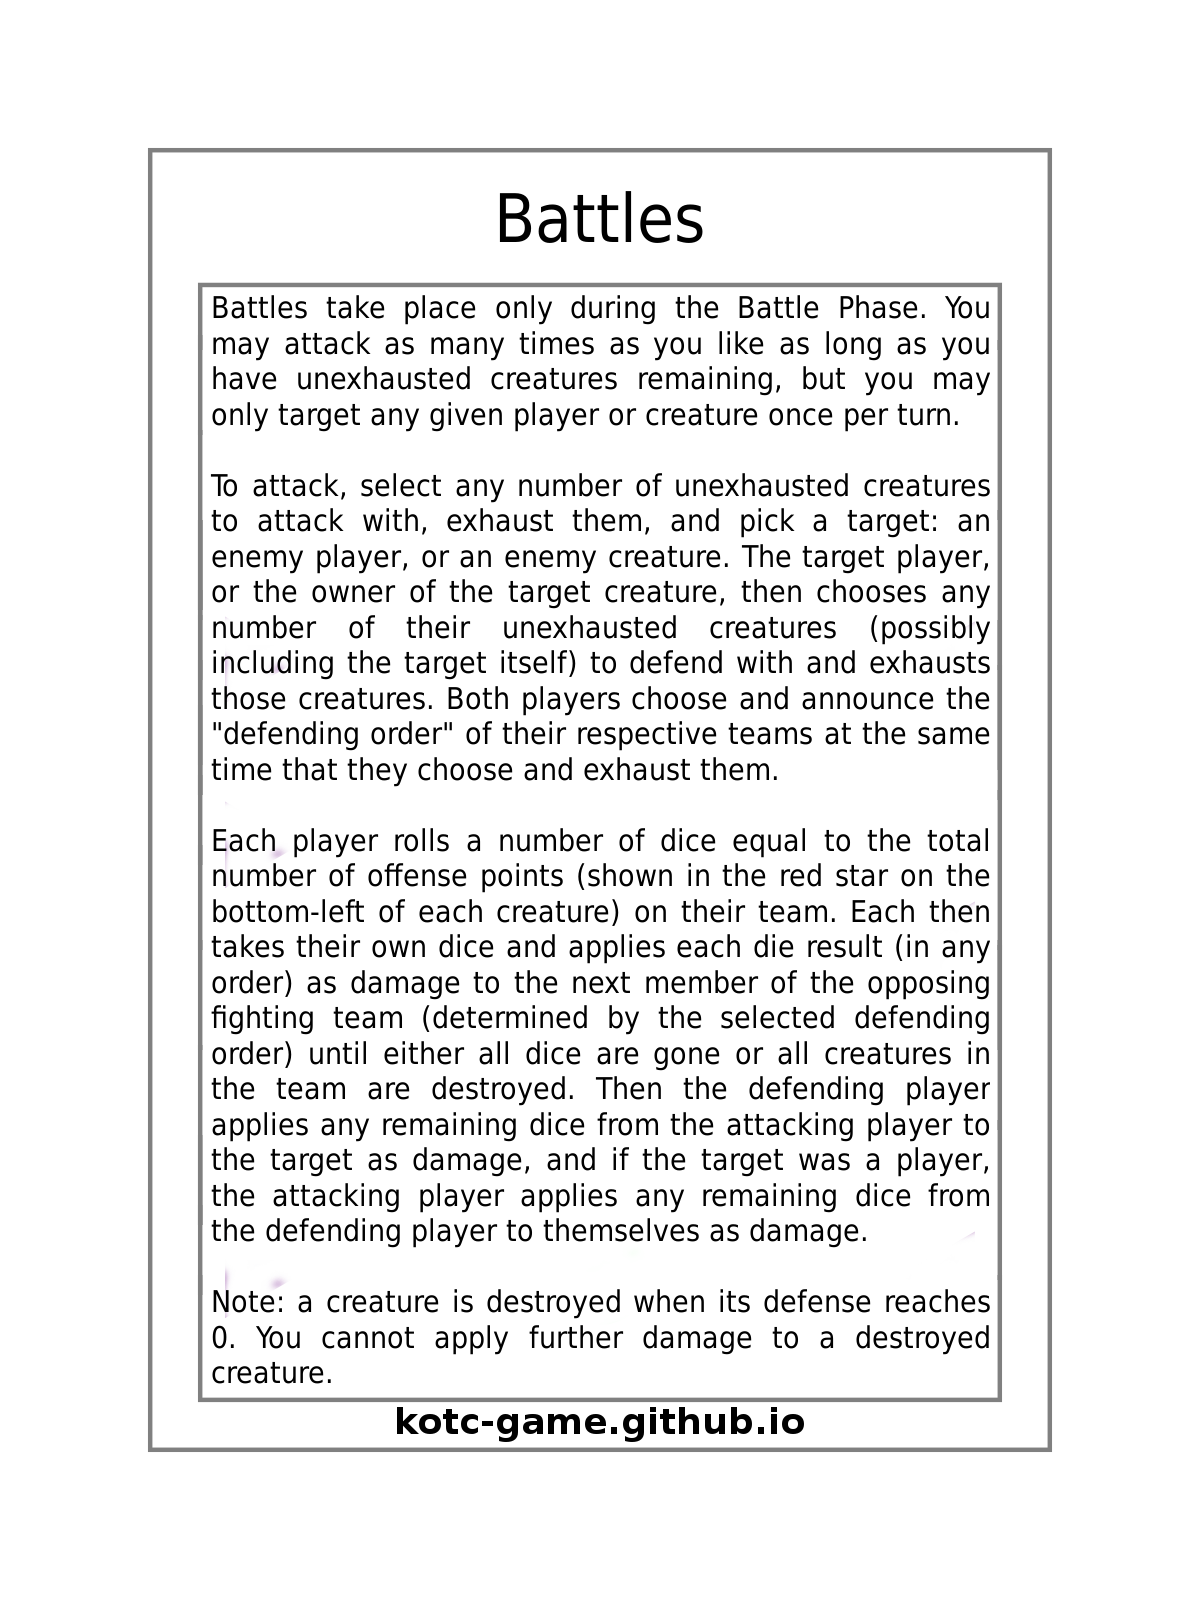 Battles
Battles take place only during the Battle Phase. You
may attack as many times as you like as long as you
have unexhausted creatures remaining, but you may
only target any given player or creature once per turn.
To attack, select any number of unexhausted creatures
to attack with, exhaust them, and pick a target: an
enemy player, or an enemy creature. The target player,
or the owner of the target creature, then chooses any
number of their unexhausted creatures (possibly
including the target itself) to defend with and exhausts
those creatures. Both players choose and announce the
"defending order" of their respective teams at the same
time that they choose and exhaust them.
Each player rolls a number of dice equal to the total
number of offense points (shown in the red star on the
bottom-left of each creature) on their team. Each then
takes their own dice and applies each die result (in any
order) as damage to the next member of the opposing
fighting team (determined by the selected defending
order) until either all dice are gone or all creatures in
the team are destroyed. Then the defending player
applies any remaining dice from the attacking player to
the target as damage, and if the target was a player,
the attacking player applies any remaining dice from
the defending player to themselves as damage.
Note: a creature is destroyed when its defense reaches
0. You cannot apply further damage to a destroyed
creature.
kotc-game.github.io